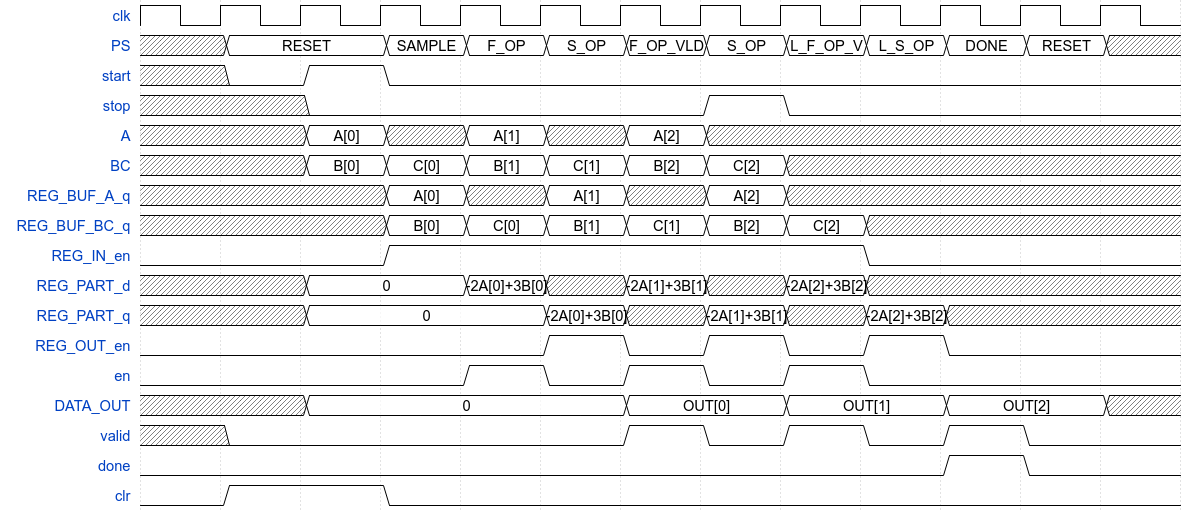 clk
PS RESET SAMPLE F_OP S_OP F_OP_VLD S_OP L_F_OP_V L_S_OP DONE RESET
start
stop
A A[0] A[1] A[2]
BC B[0] C[0] B[1] C[1] B[2] C[2]
REG_BUF_A_q A[0] A[1] A[2]
REG_BUF_BC_q B[0] C[0] B[1] C[1] B[2] C[2]
REG_IN_en
REG_PART_d 0 -2A[0]+3B[0] -2A[1]+3B[1] -2A[2]+3B[2]
REG_PART_q 0 -2A[0]+3B[0] -2A[1]+3B[1] -2A[2]+3B[2]
REG_OUT_en
en
DATA_OUT 0 OUT[0] OUT[1] OUT[2]
valid
done
clr